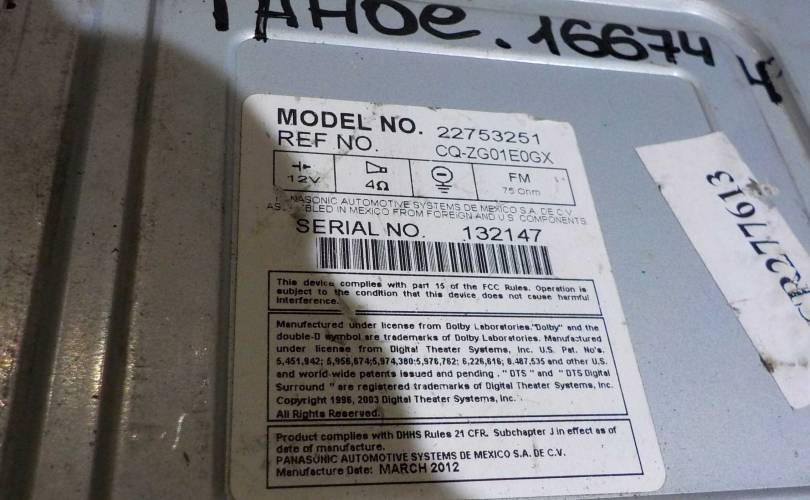 TAHOE. 16674 4
MODEL NO. 22753251
REF NO. CQ-ZG01E0GX
12V 4Ω FM 75 Ohm
PANASONIC AUTOMOTIVE SYSTEMS DE MEXICO S.A. DE C.V.
ASSEMBLED IN MEXICO FROM FOREIGN AND U.S. COMPONENTS.
SERIAL NO. 132147
This device complies with part 15 of the FCC Rules. Operation is
subject to the condition that this device does not cause harmful
interference.
Manufactured under license from Dolby Laboratories."Dolby" and the
double-D symbol are trademarks of Dolby Laboratories. Manufactured
under license from Digital Theater Systems, Inc. U.S. Pat. No's.
5,451,942; 5,956,674;5,974,380;5,978,762; 6,226,616; 6,487,535 and other U.S.
and world-wide patents issued and pending. " DTS " and " DTS Digital
Surround " are registered trademarks of Digital Theater Systems, Inc.
Copyright 1996, 2003 Digital Theater Systems, Inc.
All Rights Reserved.
Product complies with DHHS Rules 21 CFR, Subchapter J in effect as of
date of manufacture.
PANASONIC AUTOMOTIVE SYSTEMS DE MEXICO S.A. DE C.V.
Manufacture Date: MARCH 2012
R277613